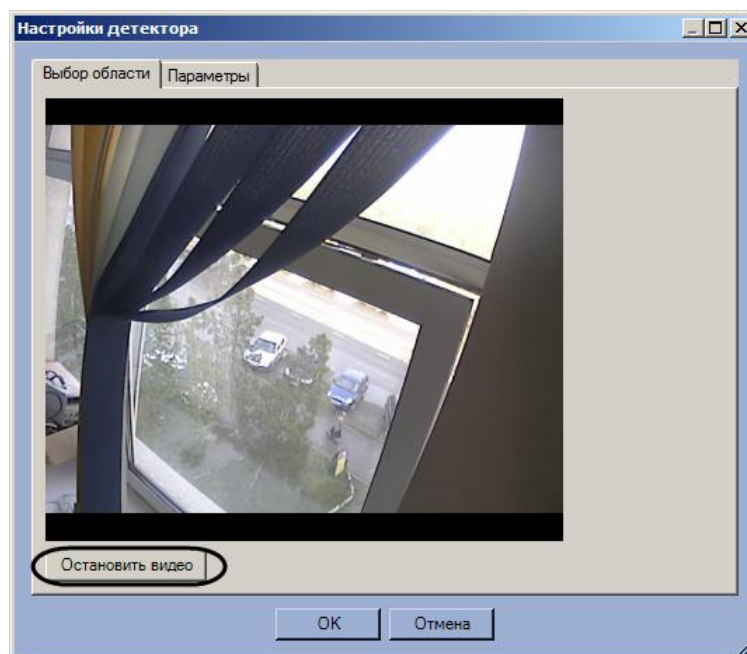 Настройки детектора
Выбор области Параметры
Остановить видео
OK Отмена